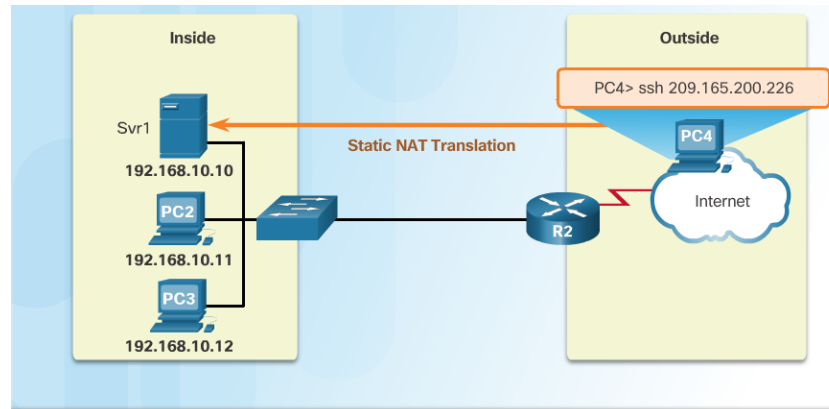 Inside
Outside
PC4> ssh 209.165.200.226
Svr1
PC4
Static NAT Translation
192.168.10.10
PC2
Internet
R2
192.168.10.11
PC3
192.168.10.12